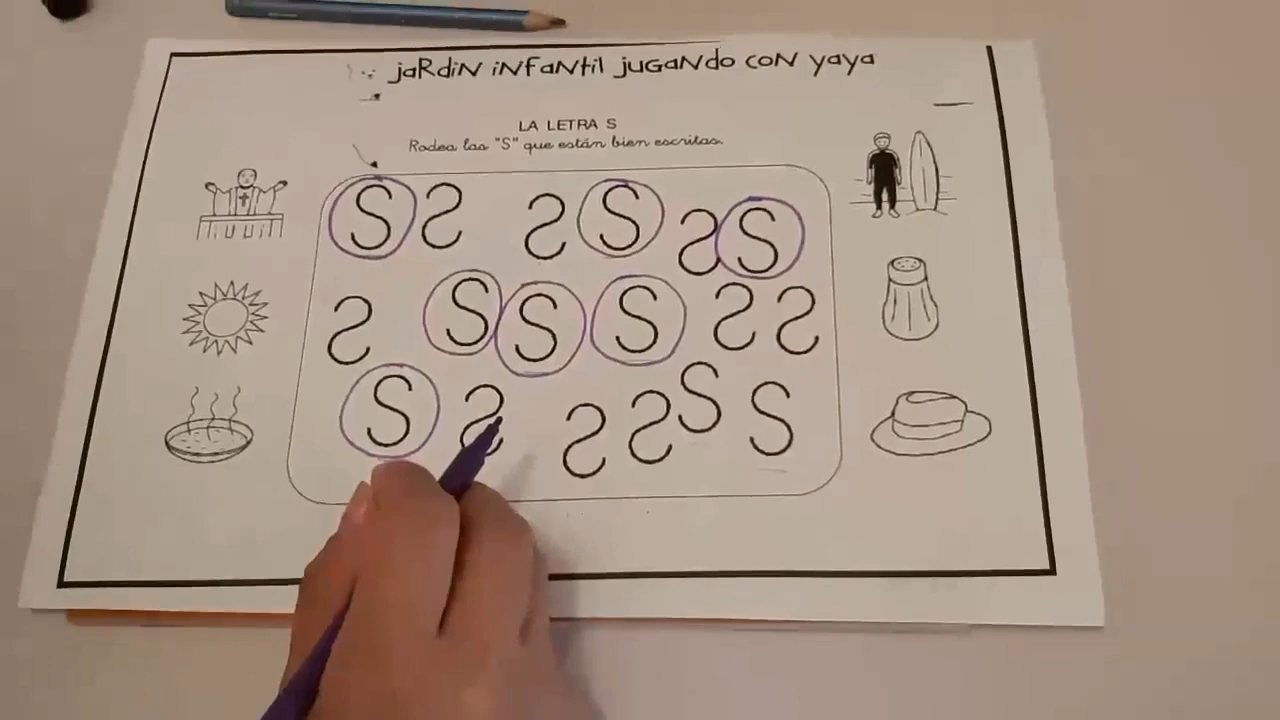 jaRdiN iNfaNtil jugaNdo coN yaya
LA LETRA S
Rodea las "S" que están bien escritas.
S S S S S S
S S S S S S
S S S S S S